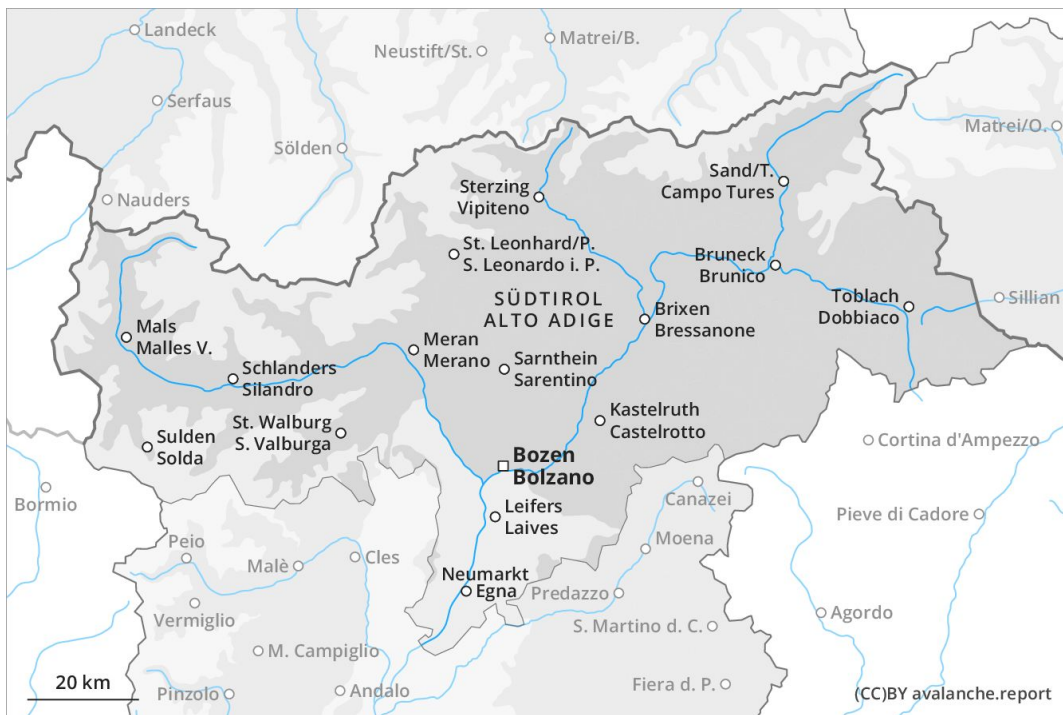 Landeck
Neustift/St.
Matrei/B.
Serfaus
Matrei/O.
Sölden
Sand/T.
Campo Tures
Sterzing
Vipiteno
Nauders
St. Leonhard/P.
S. Leonardo i. P.
Bruneck
Brunico
SÜDTIROL
ALTO ADIGE
Toblach
Dobbiaco
Sillian
Brixen
Bressanone
Mals
Malles V.
Meran
Merano
Schlanders
Silandro
Sarnthein
Sarentino
St. Walburg
S. Valburga
Kastelruth
Castelrotto
Sulden
Solda
Cortina d'Ampezzo
Bozen
Bolzano
Bormio
Canazei
Leifers
Laives
Pieve di Cadore
Moena
Peio
Malè
Cles
Neumarkt
Egna
Predazzo
Vermiglio
Agordo
S. Martino d. C.
M. Campiglio
20 km
Pinzolo
Andalo
Fiera d. P.
(CC)BY avalanche.report